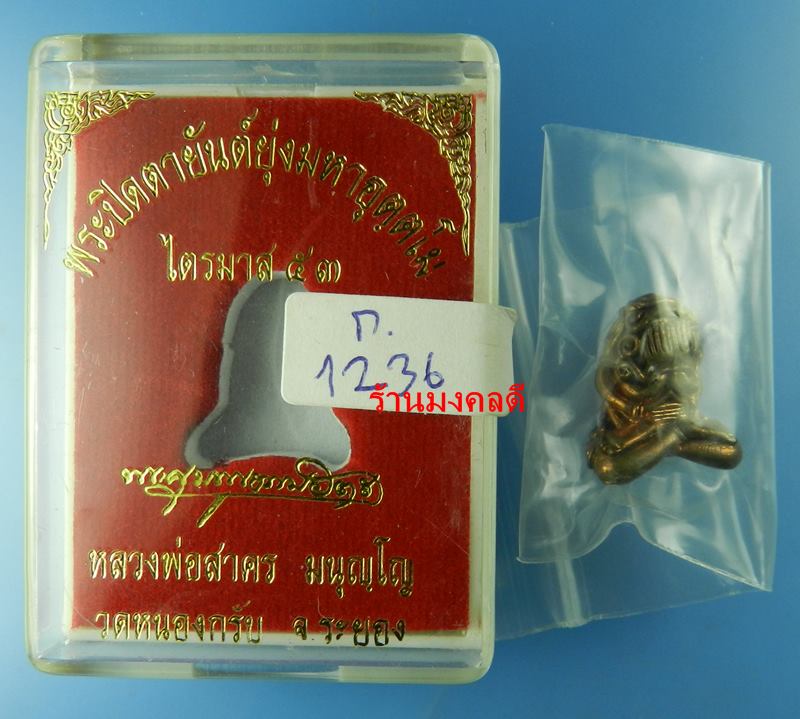 พระปิดตายันต์ยุ่งมหาอุตฺตโม
ไตรมาส ๕๓
ก.
1236
ร้านมงคลดี
หลวงพ่อสาคร มนุญฺโญ
วัดหนองกรับ จ.ระยอง